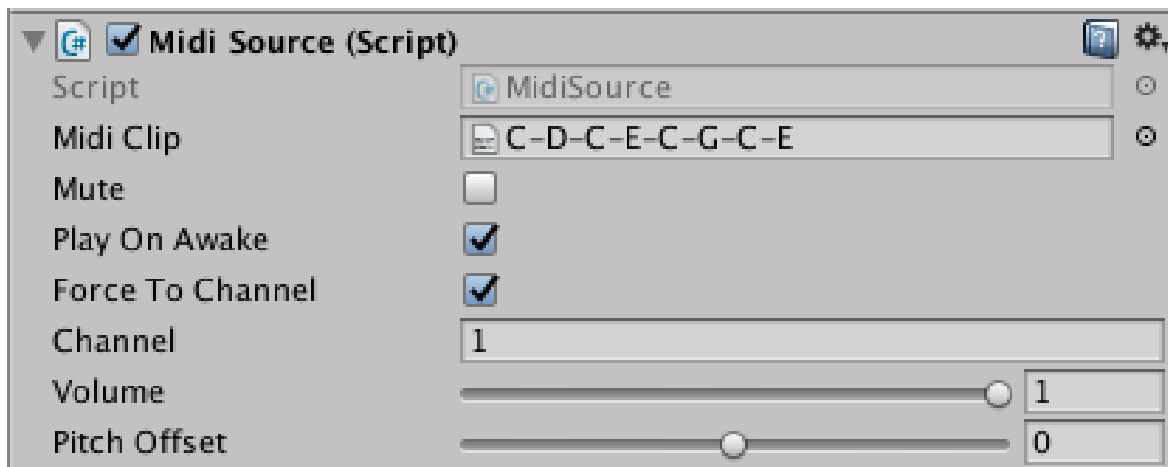 Midi Source (Script)
Script MidiSource
Midi Clip C-D-C-E-C-G-C-E
Mute
Play On Awake
Force To Channel
Channel 1
Volume 1
Pitch Offset 0